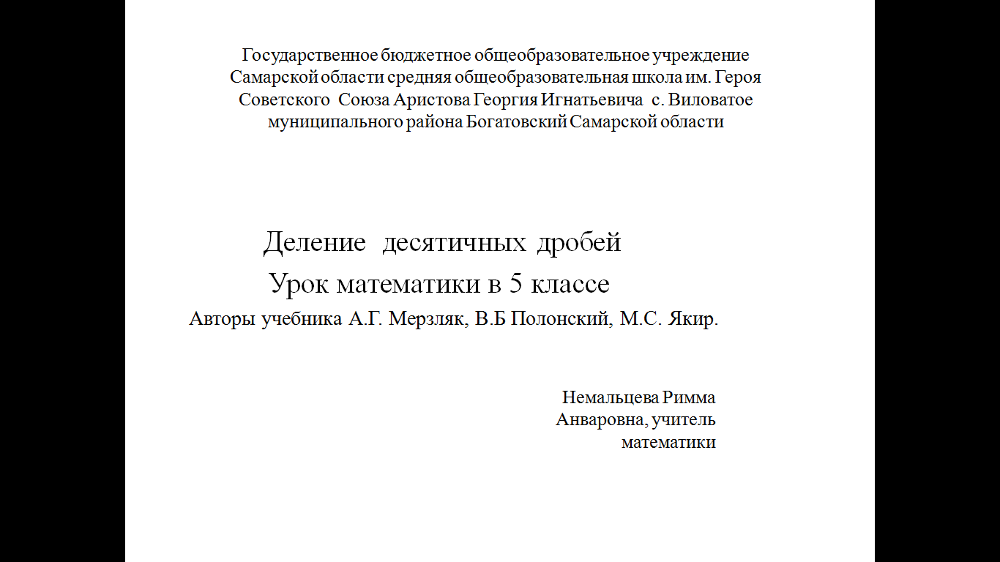 Государственное бюджетное общеобразовательное учреждение
Самарской области средняя общеобразовательная школа им. Героя
Советского Союза Аристова Георгия Игнатьевича с. Виловатое
муниципального района Богатовский Самарской области
Деление десятичных дробей
Урок математики в 5 классе
Авторы учебника А.Г. Мерзляк, В.Б Полонский, М.С. Якир.
Немальцева Римма
Анваровна, учитель
математики